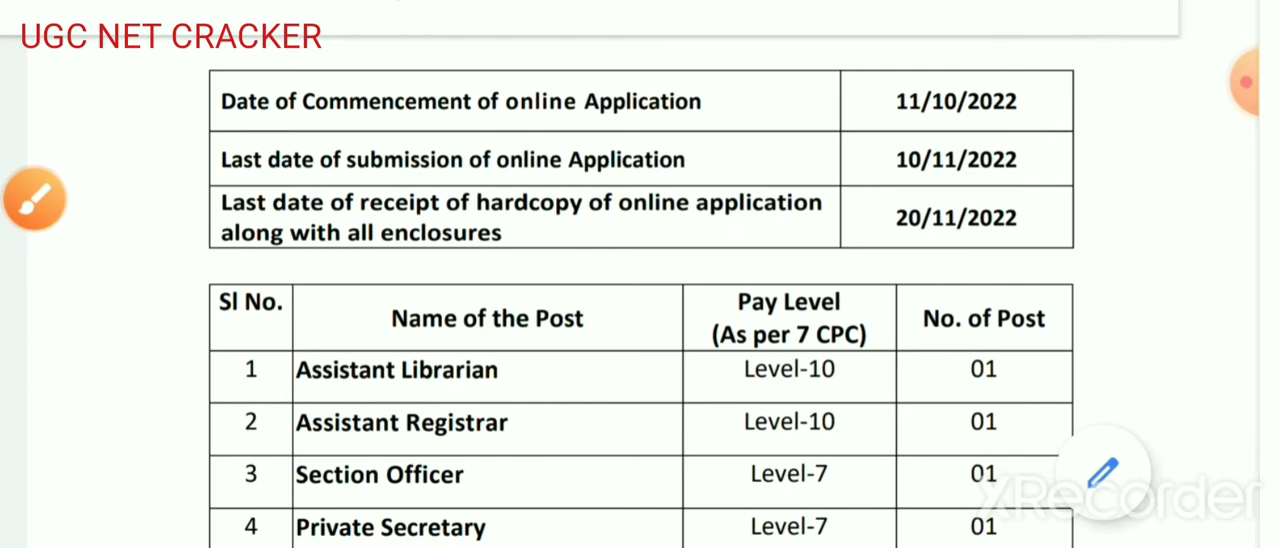 UGC NET CRACKER
Date of Commencement of online Application 11/10/2022
Last date of submission of online Application 10/11/2022
Last date of receipt of hardcopy of online application
along with all enclosures 20/11/2022
Sl No. Name of the Post Pay Level
(As per 7 CPC) No. of Post
1 Assistant Librarian Level-10 01
2 Assistant Registrar Level-10 01
3 Section Officer Level-7 01
4 Private Secretary Level-7 01
XRecorder